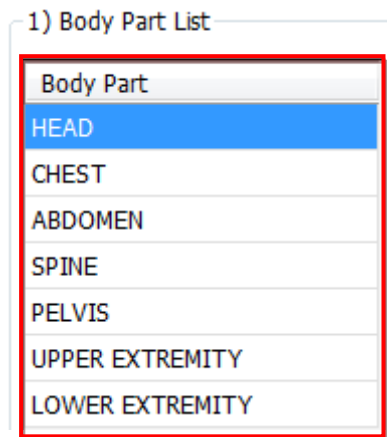 1) Body Part List
Body Part
HEAD
CHEST
ABDOMEN
SPINE
PELVIS
UPPER EXTREMITY
LOWER EXTREMITY